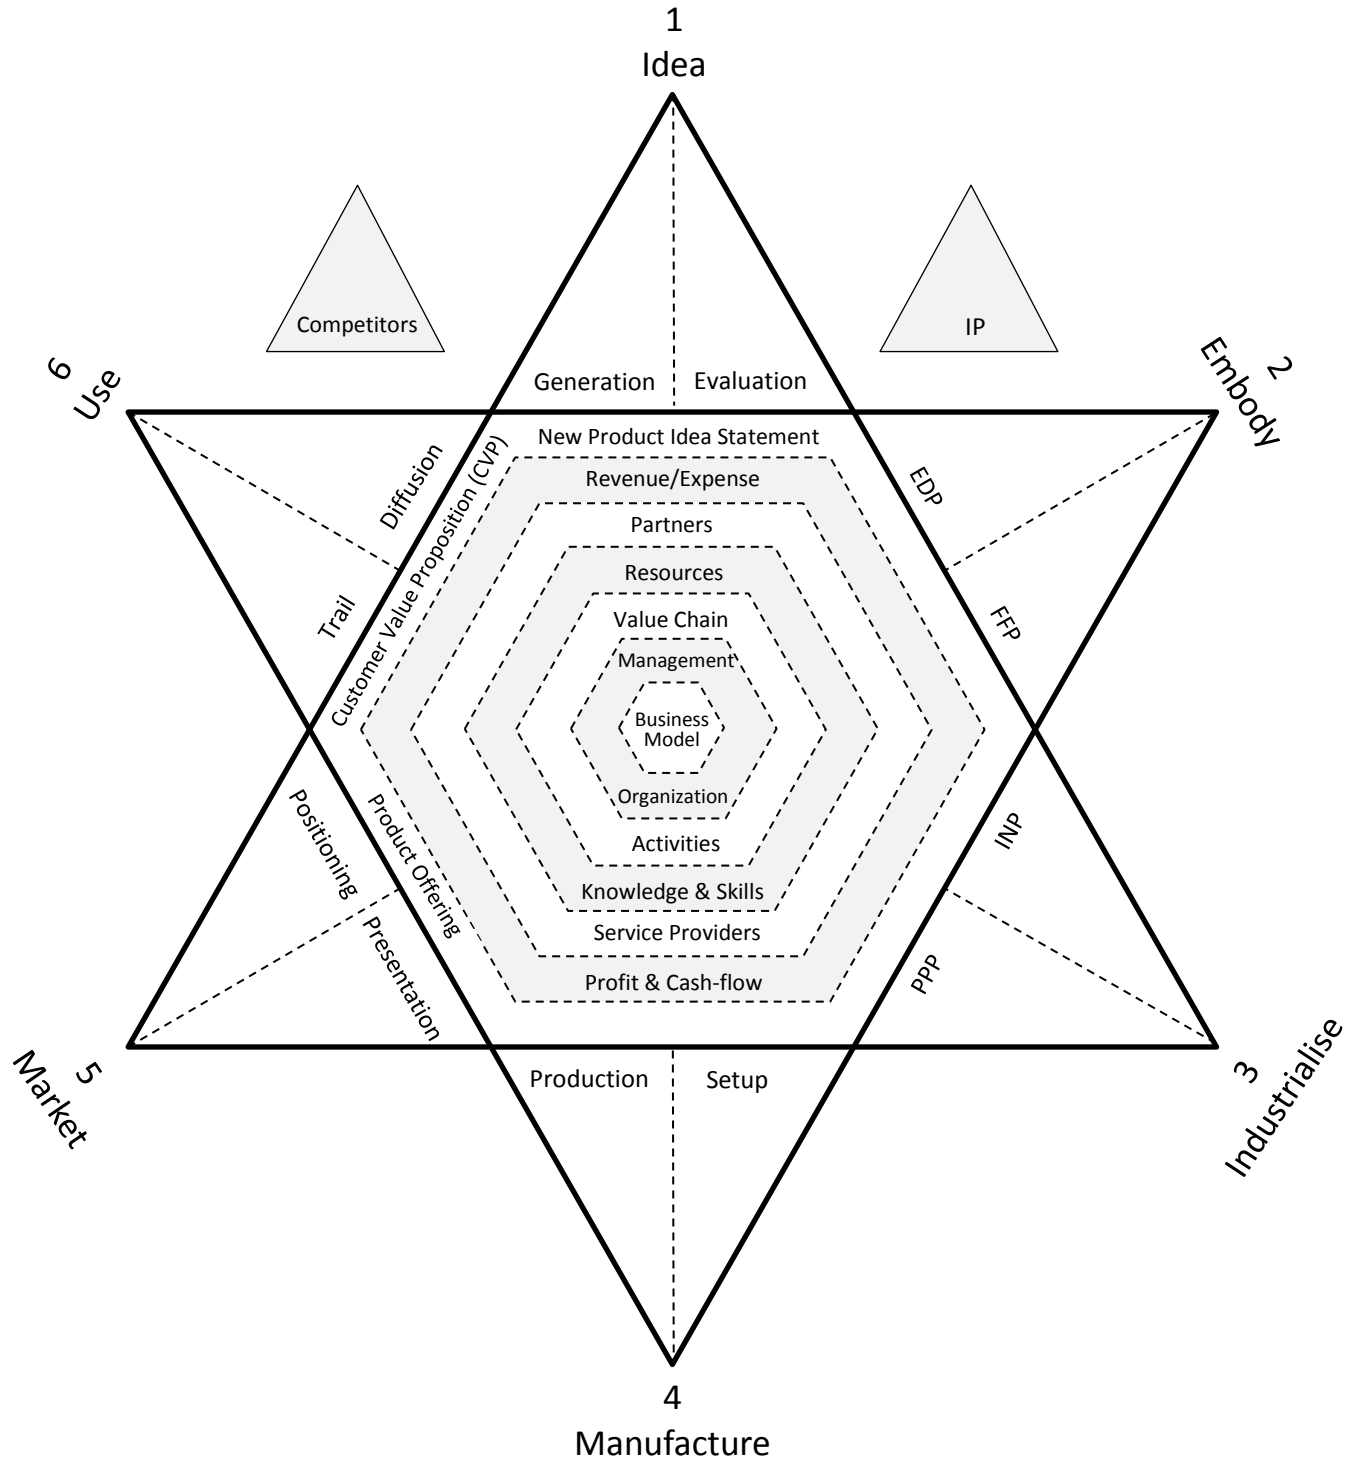 1
Idea
Competitors
IP
6
Use
2
Embody
Generation
Evaluation
New Product Idea Statement
Customer Value Proposition (CVP)
Diffusion
Trail
EDP
FFP
Revenue/Expense
Partners
Resources
Value Chain
Management
Business
Model
Organization
Activities
Knowledge & Skills
Service Providers
Profit & Cash-flow
Positioning
Presentation
Product Offering
INP
PPP
Production
Setup
5
Market
3
Industrialise
4
Manufacture